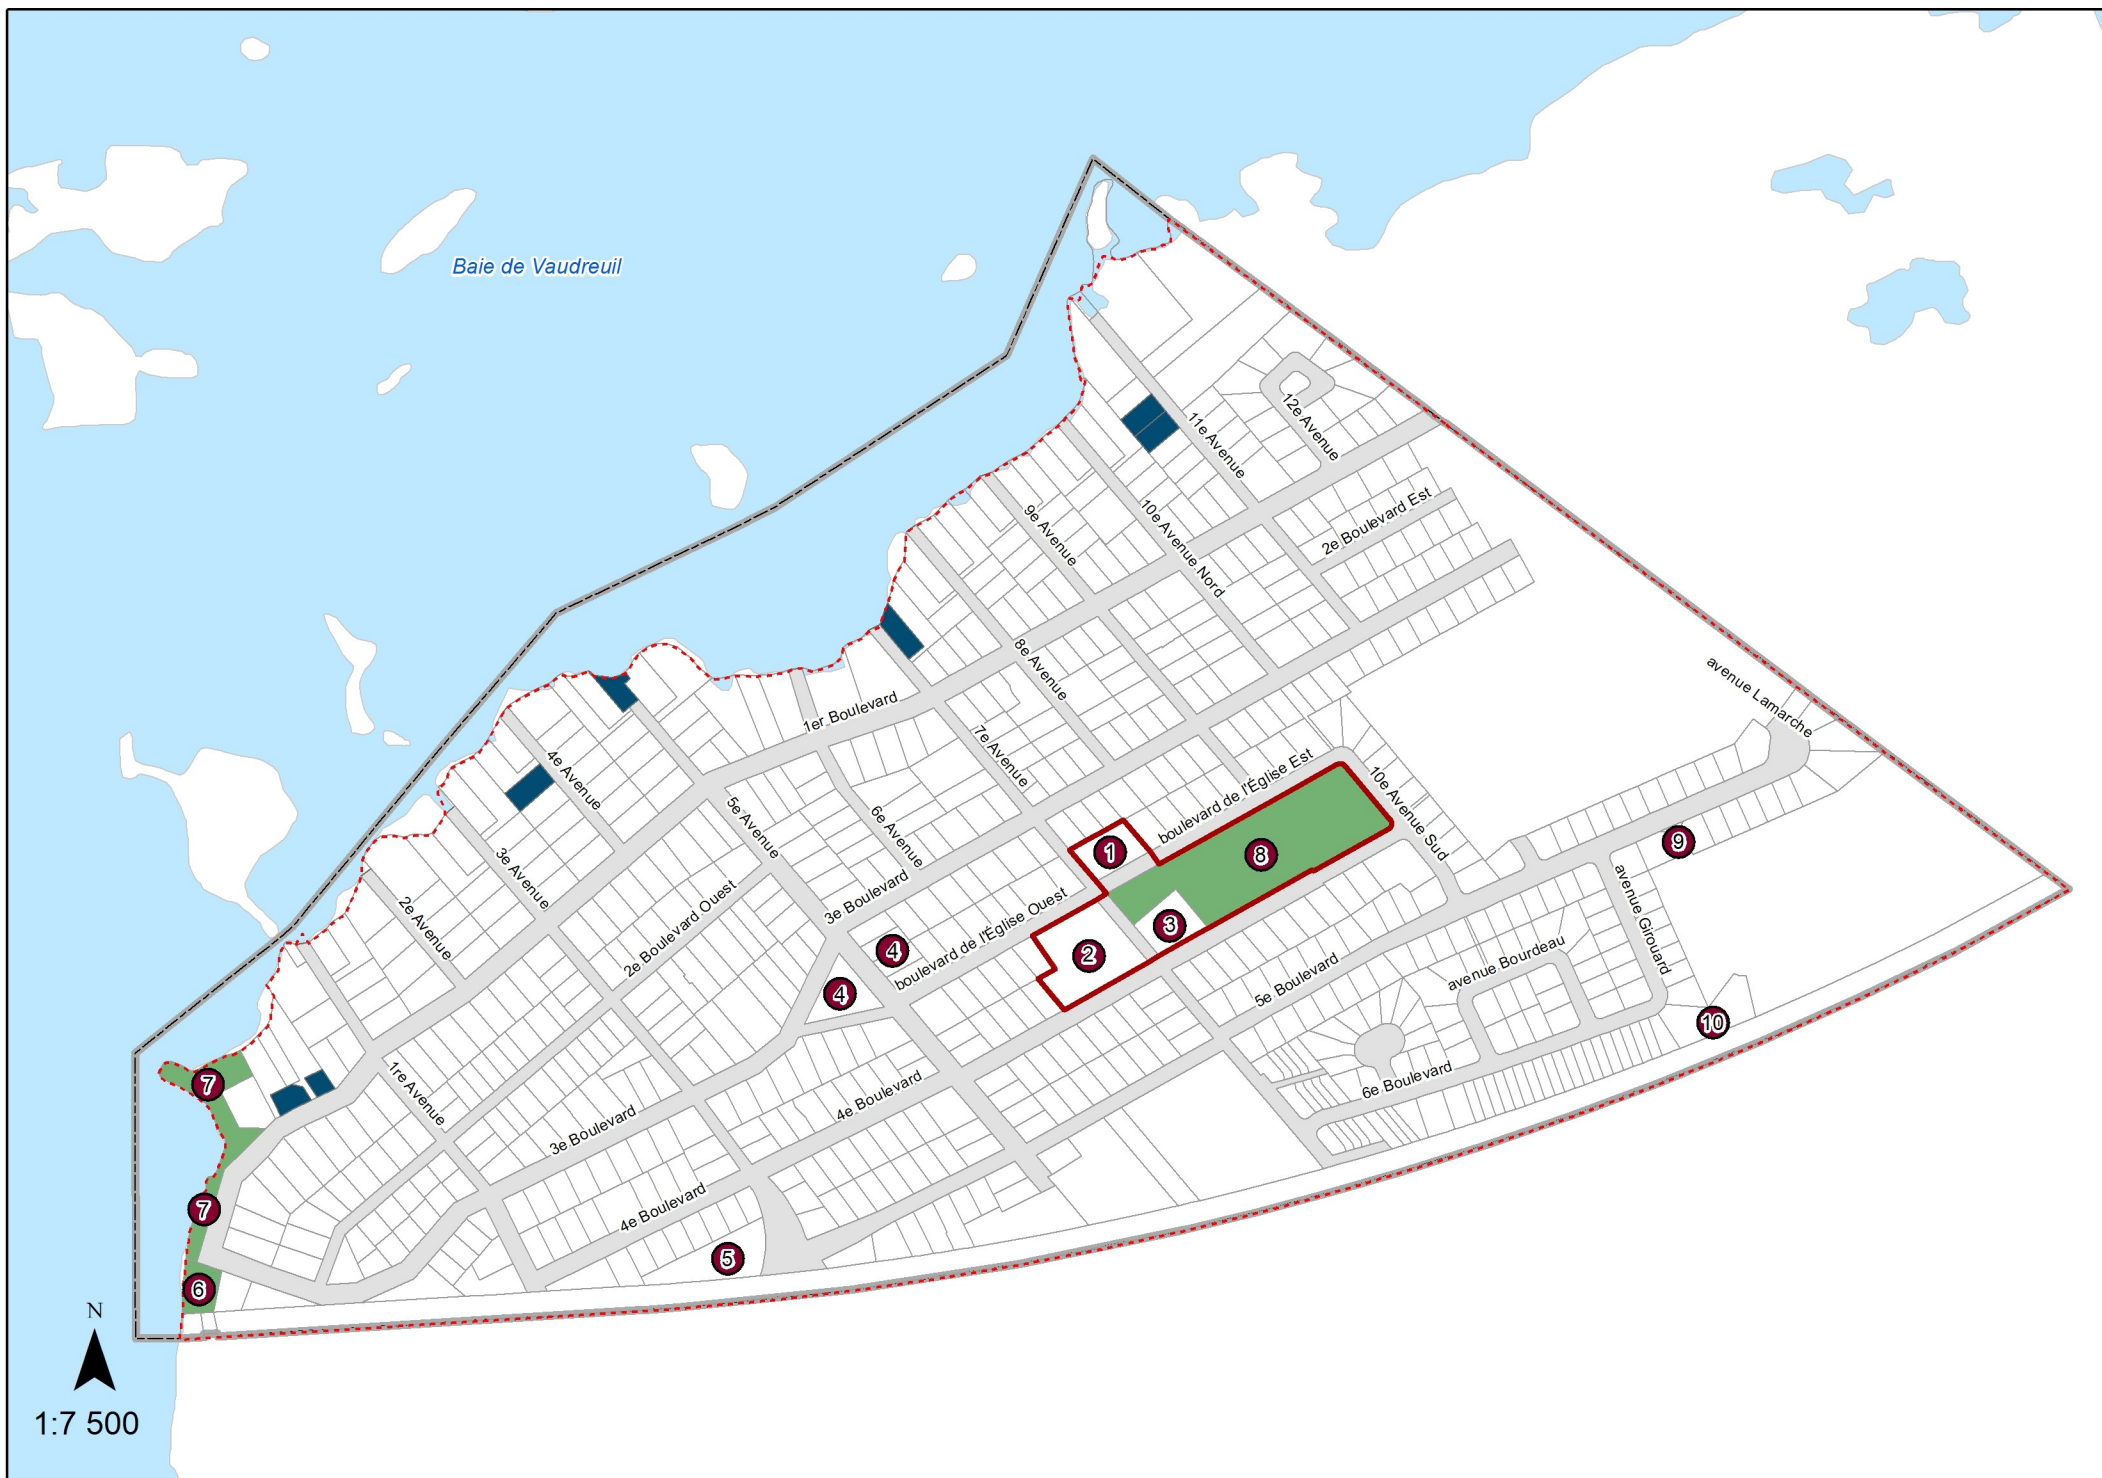 Baie de Vaudreuil
11e Avenue
12e Avenue
2e Boulevard Est
9e Avenue
10e Avenue Nord
8e Avenue
avenue Lamarche
1er Boulevard
7e Avenue
4e Avenue
5e Avenue
6e Avenue
boulevard de l'Église Est
10e Avenue Sud
1
8
9
3e Avenue
2e Boulevard Ouest
3e Boulevard
boulevard de l'Église Ouest
2e Avenue
3
4
4
2
5e Boulevard
avenue Bourdeau
avenue Girouard
10
7
1re Avenue
3e Boulevard
4e Boulevard
6e Boulevard
7
4e Boulevard
5
6
N
1:7 500